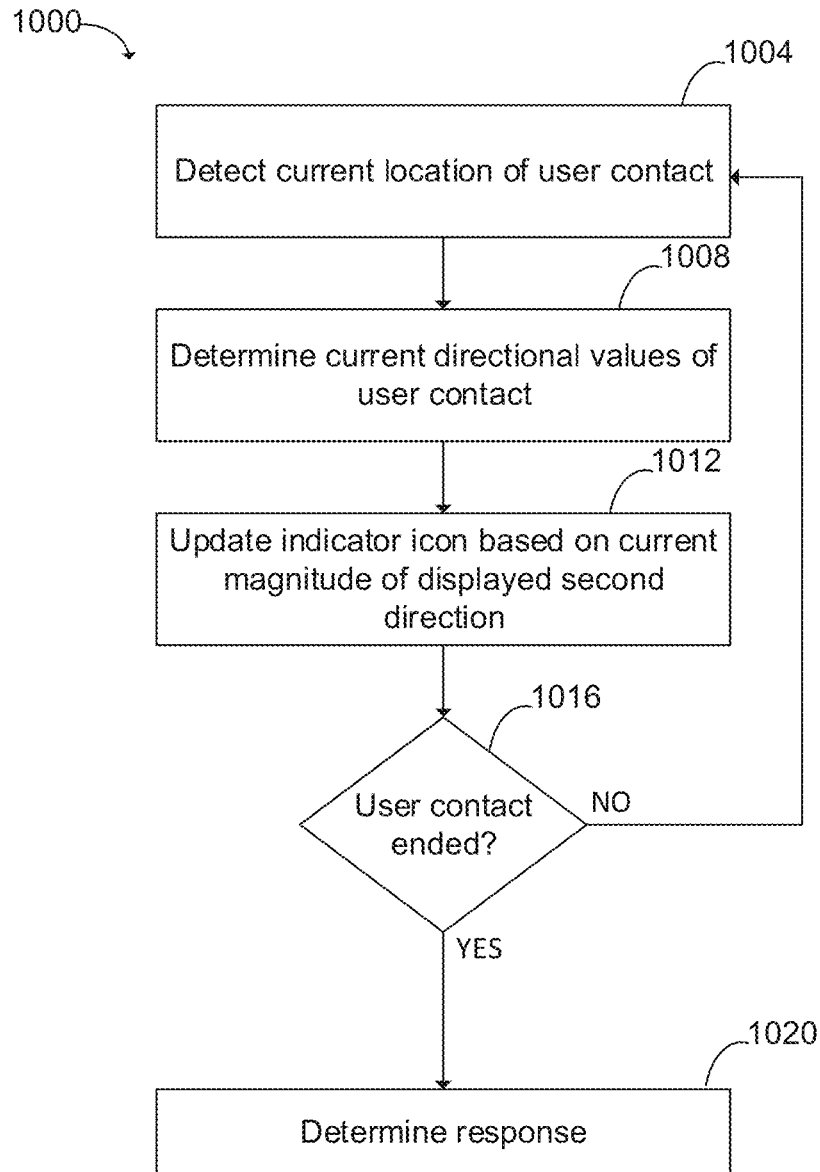 1000
1004
Detect current location of user contact
1008
Determine current directional values of
user contact
1012
Update indicator icon based on current
magnitude of displayed second
direction
1016
User contact
ended?
NO
YES
1020
Determine response